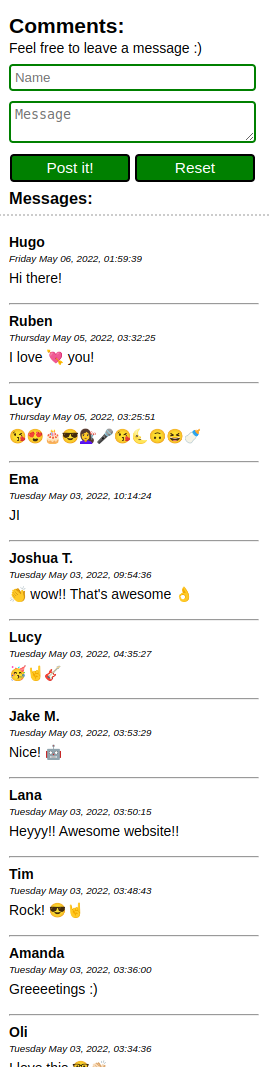 Comments:
Feel free to leave a message :)
Name
Message
Post it! Reset
Messages:
Hugo
Friday May 06, 2022, 01:59:39
Hi there!
Ruben
Thursday May 05, 2022, 03:32:25
I love 💘 you!
Lucy
Thursday May 05, 2022, 03:25:51
😘😍🎂😎💇‍♀️🎤😘🌜🙃😆🍼
Ema
Tuesday May 03, 2022, 10:14:24
JI
Joshua T.
Tuesday May 03, 2022, 09:54:36
👏 wow!! That's awesome 👌
Lucy
Tuesday May 03, 2022, 04:35:27
🥳🤘🎸
Jake M.
Tuesday May 03, 2022, 03:53:29
Nice! 🤖
Lana
Tuesday May 03, 2022, 03:50:15
Heyyy!! Awesome website!!
Tim
Tuesday May 03, 2022, 03:48:43
Rock! 😎🤘
Amanda
Tuesday May 03, 2022, 03:36:00
Greeeetings :)
Oli
Tuesday May 03, 2022, 03:34:36
I love this